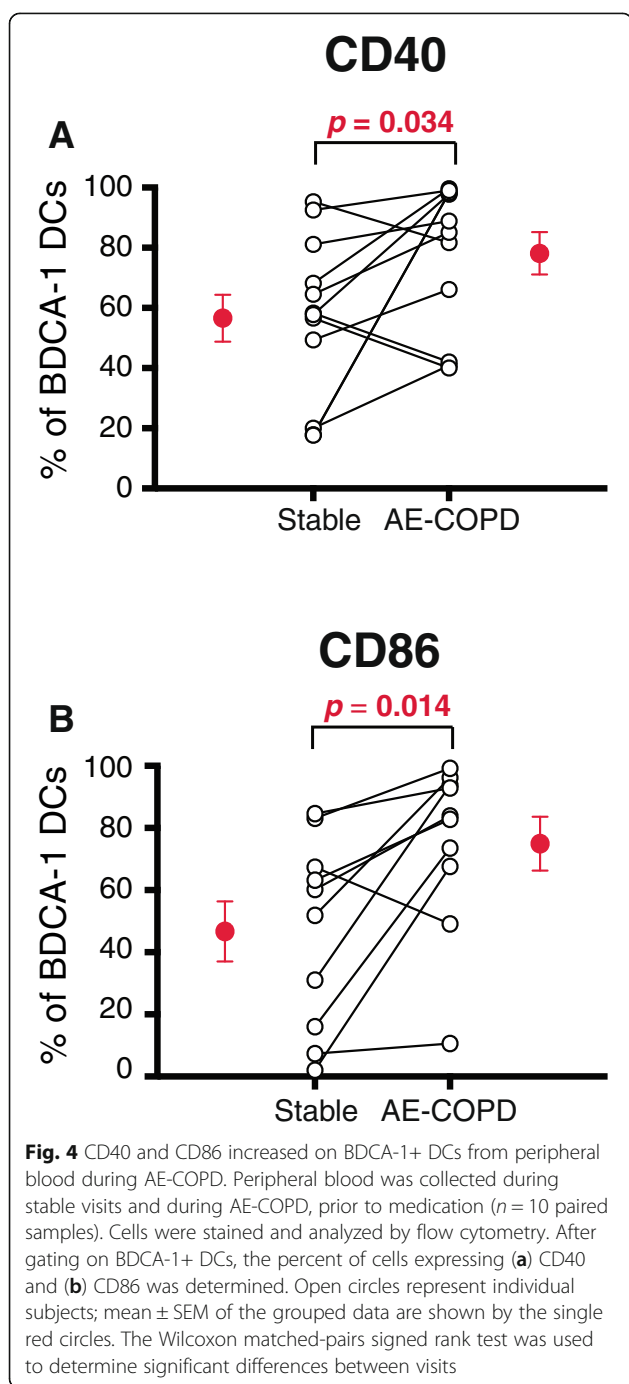 CD40
A
p = 0.034
% of BDCA-1 DCs
100
80
60
40
20
0
Stable AE-COPD
CD86
B
p = 0.014
% of BDCA-1 DCs
100
80
60
40
20
0
Stable AE-COPD
Fig. 4 CD40 and CD86 increased on BDCA-1+ DCs from peripheral
blood during AE-COPD. Peripheral blood was collected during
stable visits and during AE-COPD, prior to medication (n = 10 paired
samples). Cells were stained and analyzed by flow cytometry. After
gating on BDCA-1+ DCs, the percent of cells expressing (a) CD40
and (b) CD86 was determined. Open circles represent individual
subjects; mean ± SEM of the grouped data are shown by the single
red circles. The Wilcoxon matched-pairs signed rank test was used
to determine significant differences between visits